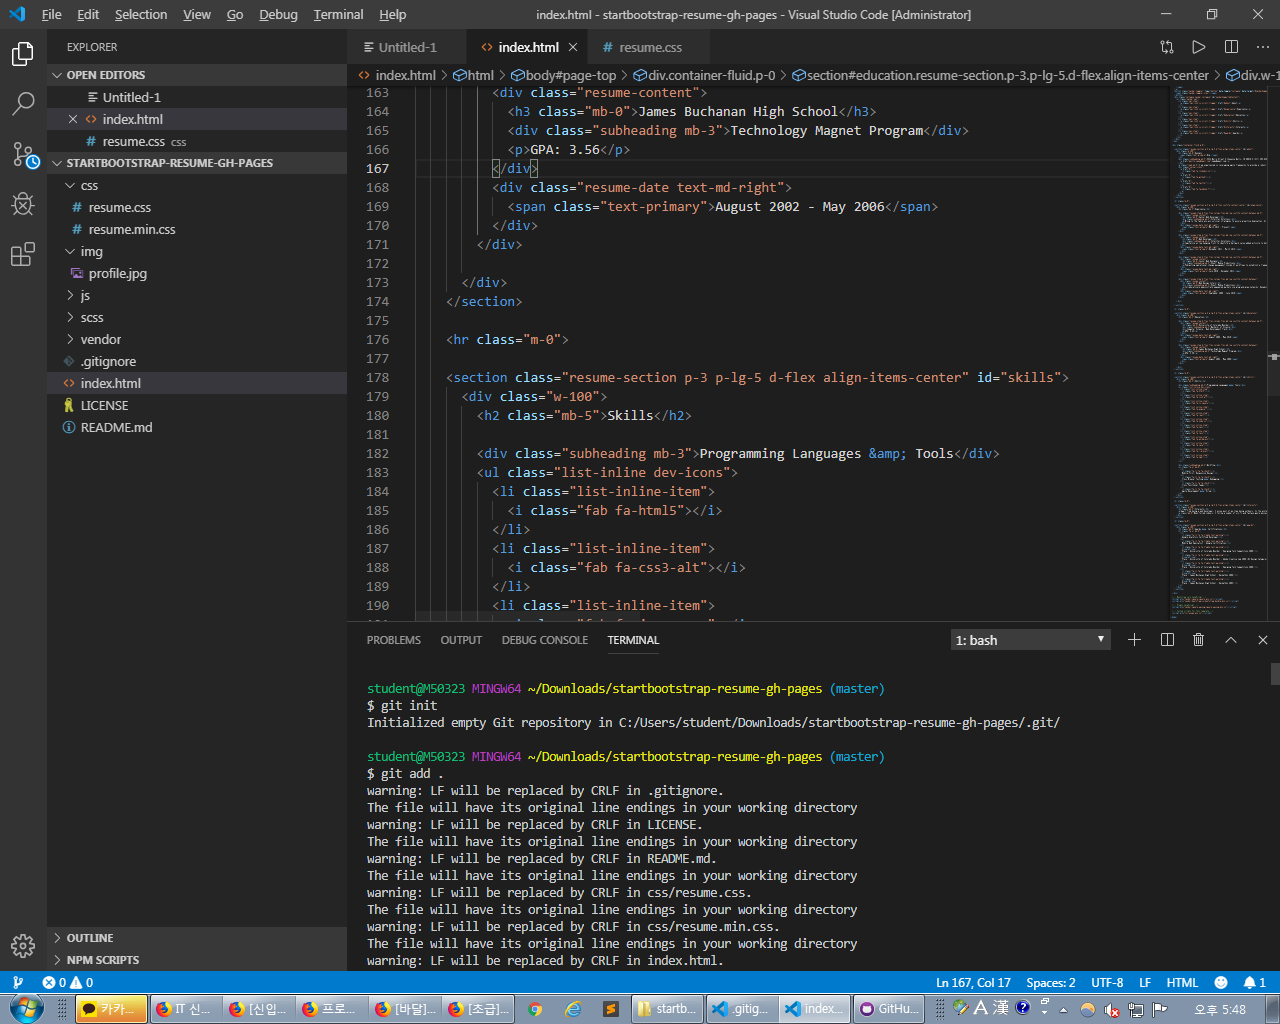 File Edit Selection View Go Debug Terminal Help
index.html - startbootstrap-resume-gh-pages - Visual Studio Code [Administrator]
EXPLORER
OPEN EDITORS
Untitled-1
index.html
resume.css css
STARTBOOTSTRAP-RESUME-GH-PAGES
css
resume.css
resume.min.css
img
profile.jpg
js
scss
vendor
.gitignore
index.html
LICENSE
README.md
OUTLINE
NPM SCRIPTS
Untitled-1 index.html resume.css
index.html > html > body#page-top > div.container-fluid.p-0 > section#education.resume-section.p-3.p-lg-5.d-flex.align-items-center > div.w-1
163 <div class="resume-content">
164 <h3 class="mb-0">James Buchanan High School</h3>
165 <div class="subheading mb-3">Technology Magnet Program</div>
166 <p>GPA: 3.56</p>
167 </div>
168 <div class="resume-date text-md-right">
169 <span class="text-primary">August 2002 - May 2006</span>
170 </div>
171 </div>
172
173 </div>
174 </section>
175
176 <hr class="m-0">
177
178 <section class="resume-section p-3 p-lg-5 d-flex align-items-center" id="skills">
179 <div class="w-100">
180 <h2 class="mb-5">Skills</h2>
181
182 <div class="subheading mb-3">Programming Languages &amp; Tools</div>
183 <ul class="list-inline dev-icons">
184 <li class="list-inline-item">
185 <i class="fab fa-html5"></i>
186 </li>
187 <li class="list-inline-item">
188 <i class="fab fa-css3-alt"></i>
189 </li>
190 <li class="list-inline-item">
PROBLEMS OUTPUT DEBUG CONSOLE TERMINAL
1: bash
student@M50323 MINGW64 ~/Downloads/startbootstrap-resume-gh-pages (master)
$ git init
Initialized empty Git repository in C:/Users/student/Downloads/startbootstrap-resume-gh-pages/.git/
student@M50323 MINGW64 ~/Downloads/startbootstrap-resume-gh-pages (master)
$ git add .
warning: LF will be replaced by CRLF in .gitignore.
The file will have its original line endings in your working directory
warning: LF will be replaced by CRLF in LICENSE.
The file will have its original line endings in your working directory
warning: LF will be replaced by CRLF in README.md.
The file will have its original line endings in your working directory
warning: LF will be replaced by CRLF in css/resume.css.
The file will have its original line endings in your working directory
warning: LF will be replaced by CRLF in css/resume.min.css.
The file will have its original line endings in your working directory
warning: LF will be replaced by CRLF in index.html.
0 0
Ln 167, Col 17 Spaces: 2 UTF-8 LF HTML 1
카카... IT 신... [신입... 프로... [바달]... [초급]... startb... .gitig... index... GitHu... A 漢 오후 5:48